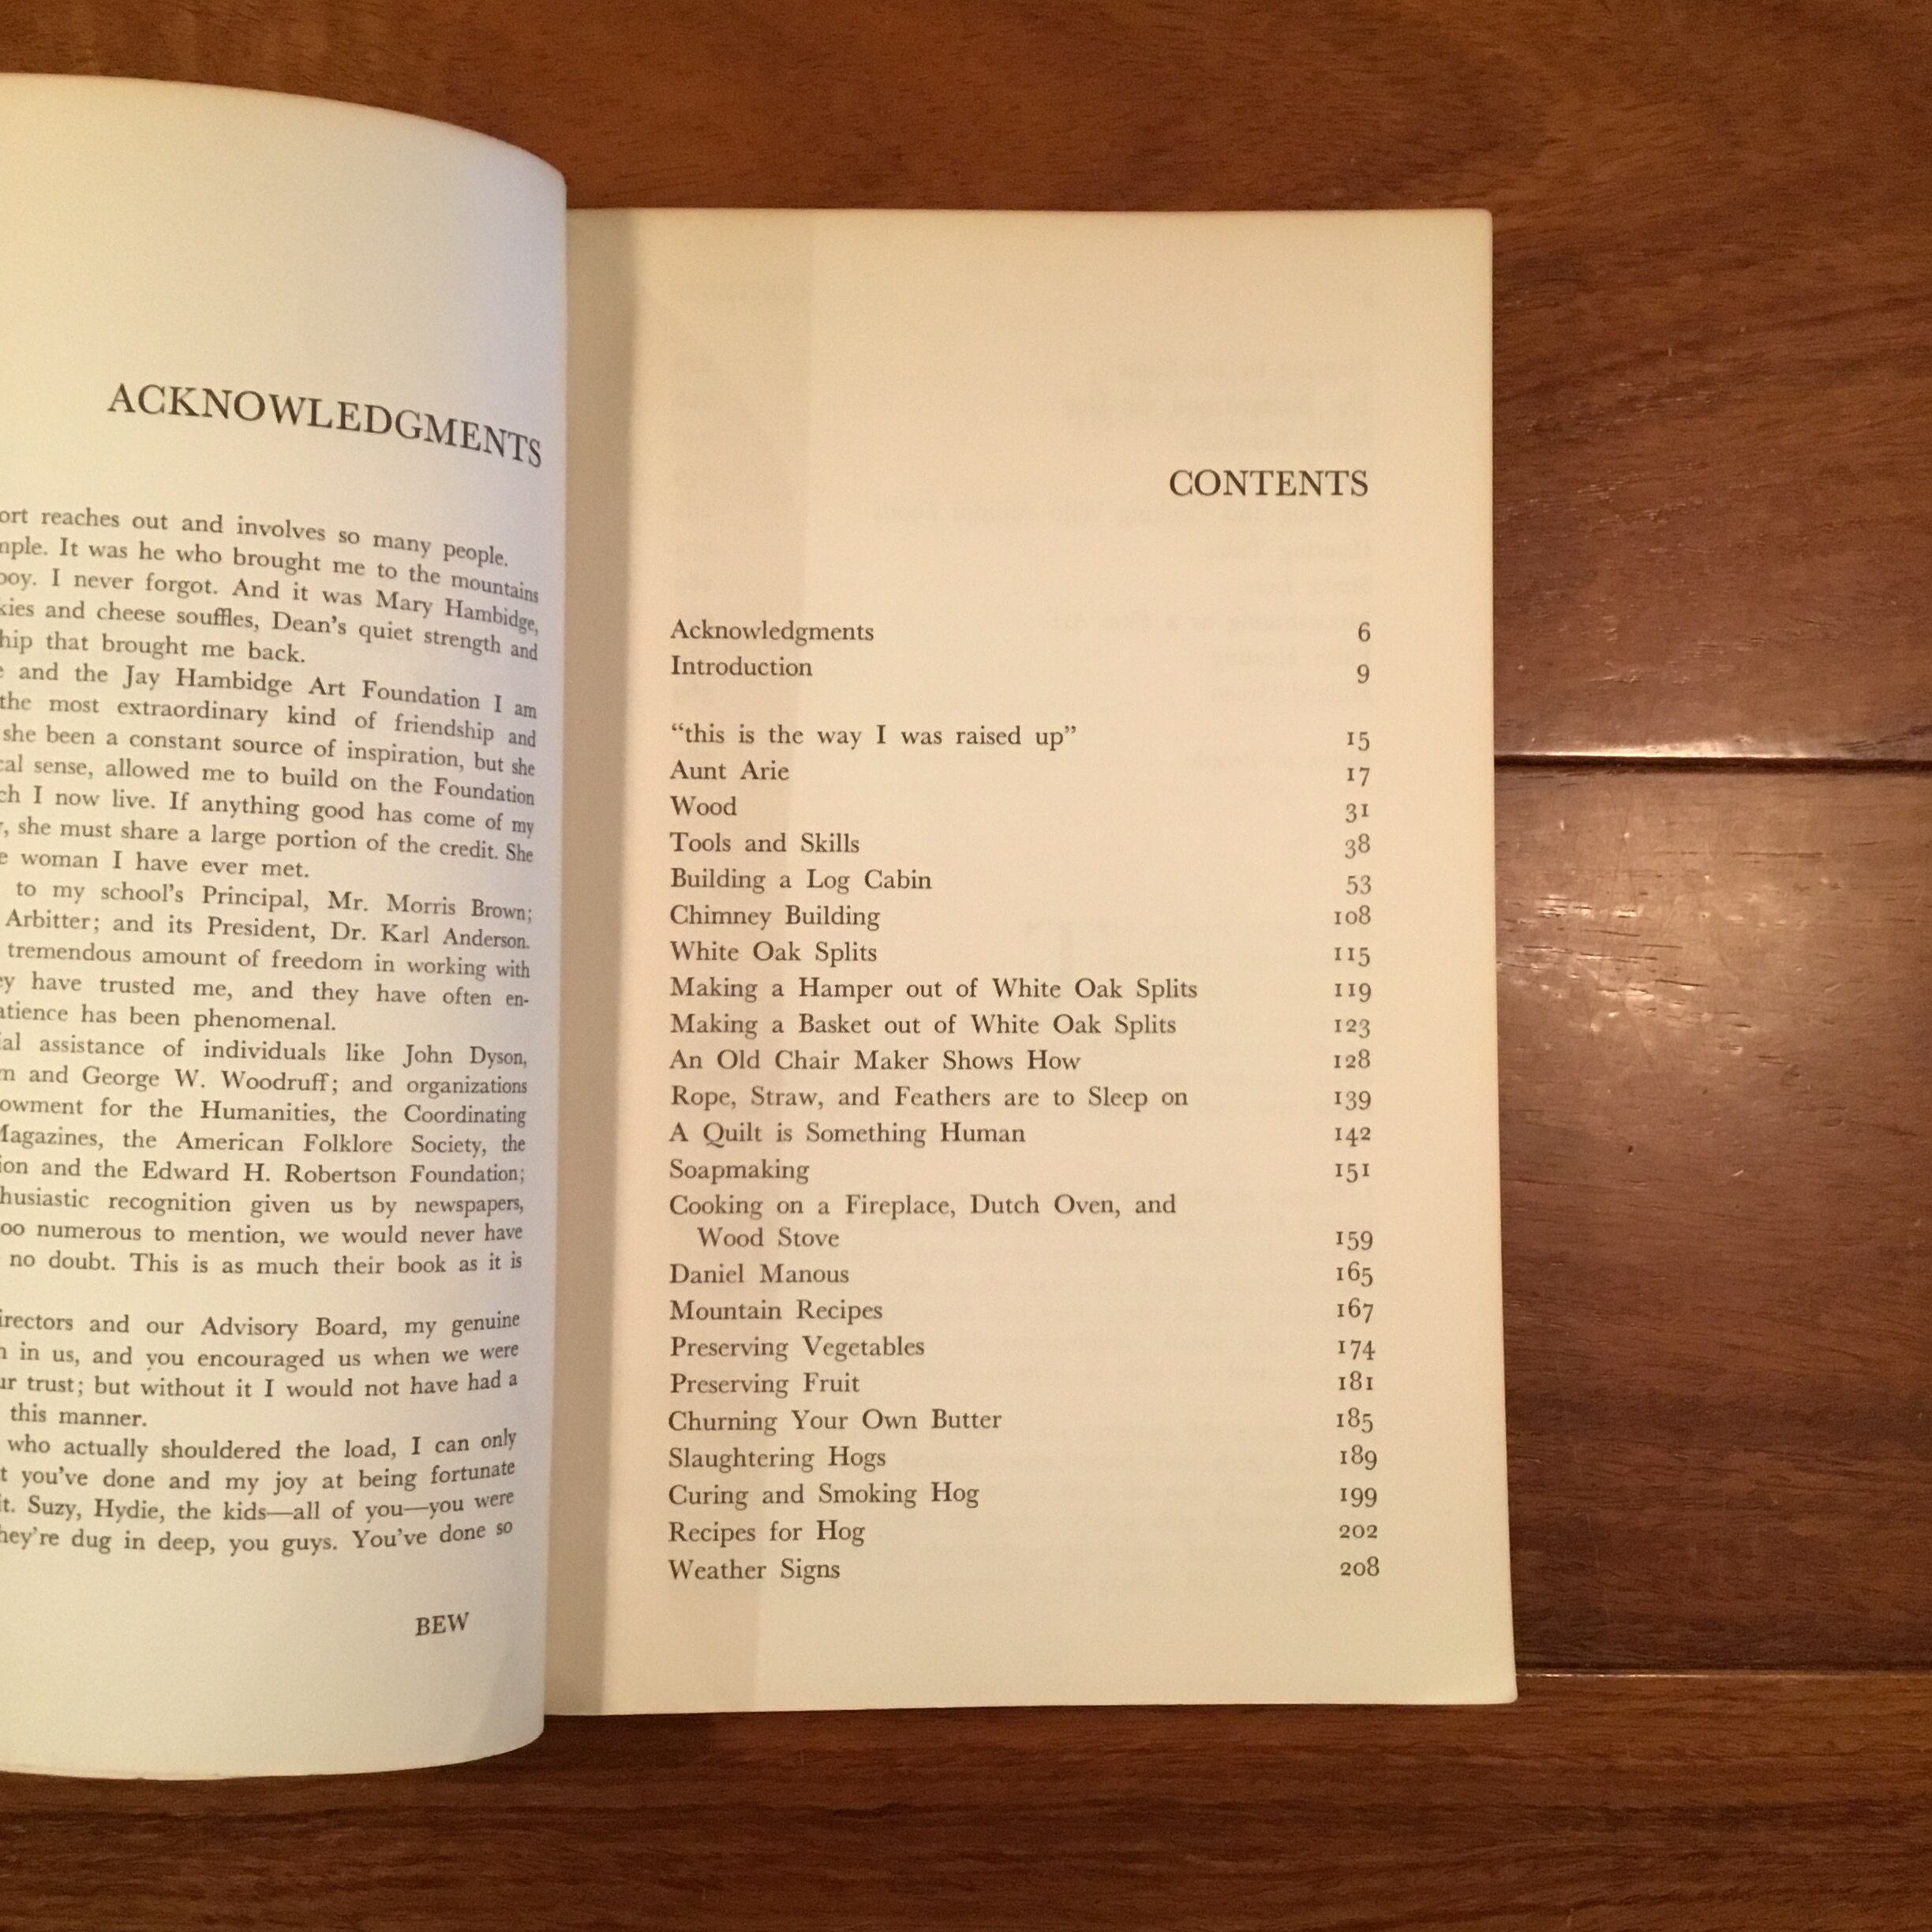 ACKNOWLEDGMENTS
reaches out and involves so many people.
It was he who brought me to the mountains
I never forgot. And it was Mary Hambidge,
and cheese souffles, Dean's quiet strength and
that brought me back.
and the Jay Hambidge Art Foundation I am
the most extraordinary kind of friendship and
she been a constant source of inspiration, but she
sense, allowed me to build on the Foundation
I now live. If anything good has come of my
she must share a large portion of the credit. She
woman I have ever met.
to my school's Principal, Mr. Morris Brown;
Arbitter; and its President, Dr. Karl Anderson.
tremendous amount of freedom in working with
have trusted me, and they have often en-
has been phenomenal.
assistance of individuals like John Dyson,
and George W. Woodruff; and organizations
for the Humanities, the Coordinating
Magazines, the American Folklore Society, the
and the Edward H. Robertson Foundation;
recognition given us by newspapers,
numerous to mention, we would never have
no doubt. This is as much their book as it is
and our Advisory Board, my genuine
in us, and you encouraged us when we were
trust; but without it I would not have had a
this manner.
who actually shouldered the load, I can only
you've done and my joy at being fortunate
Suzy, Hydie, the kids—all of you—you were
they're dug in deep, you guys. You've done so
BEW
CONTENTS
Acknowledgments 6
Introduction 9
“this is the way I was raised up” 15
Aunt Arie 17
Wood 31
Tools and Skills 38
Building a Log Cabin 53
Chimney Building 108
White Oak Splits 115
Making a Hamper out of White Oak Splits 119
Making a Basket out of White Oak Splits 123
An Old Chair Maker Shows How 128
Rope, Straw, and Feathers are to Sleep on 139
A Quilt is Something Human 142
Soapmaking 151
Cooking on a Fireplace, Dutch Oven, and
Wood Stove 159
Daniel Manous 165
Mountain Recipes 167
Preserving Vegetables 174
Preserving Fruit 181
Churning Your Own Butter 185
Slaughtering Hogs 189
Curing and Smoking Hog 199
Recipes for Hog 202
Weather Signs 208